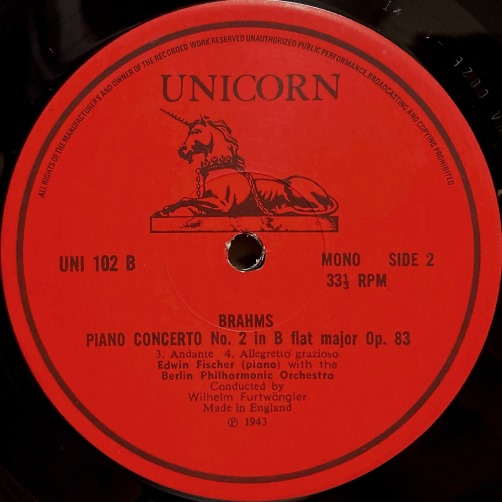 ALL RIGHTS OF THE MANUFACTURERS AND OWNER OF THE RECORDED WORK RESERVED UNAUTHORIZED PUBLIC PERFORMANCE, BROADCASTING AND COPYING PROHIBITED
UNICORN
UNI 102 B
MONO SIDE 2
33⅓ RPM
BRAHMS
PIANO CONCERTO No. 2 in B flat major Op. 83
3. Andante 4. Allegretto grazioso
Edwin Fischer (piano) with the
Berlin Philharmonic Orchestra
Conducted by
Wilhelm Furtwängler
Made in England
℗ 1943